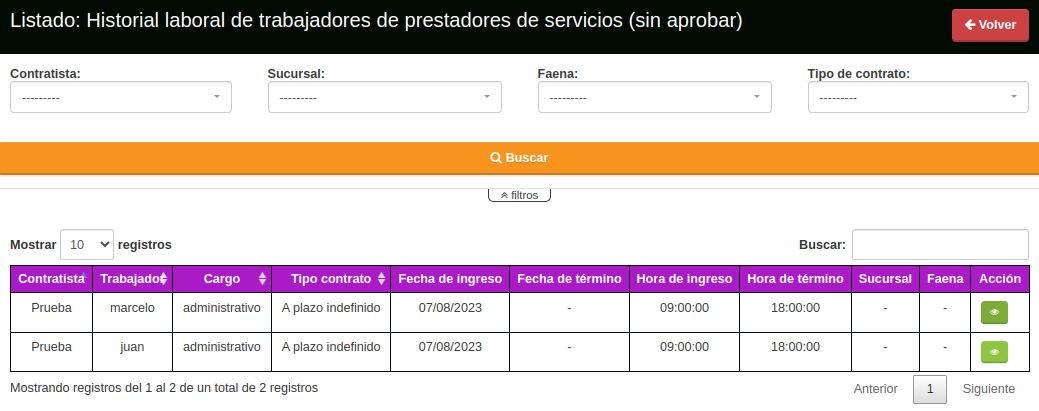 Listado: Historial laboral de trabajadores de prestadores de servicios (sin aprobar)
Volver
Contratista: Sucursal: Faena: Tipo de contrato:
--------- --------- --------- ---------
Buscar
filtros
Mostrar 10 registros Buscar:
Contratista Trabajador Cargo Tipo contrato Fecha de ingreso Fecha de término Hora de ingreso Hora de término Sucursal Faena Acción
Prueba marcelo administrativo A plazo indefinido 07/08/2023 - 09:00:00 18:00:00 - -
Prueba juan administrativo A plazo indefinido 07/08/2023 - 09:00:00 18:00:00 - -
Mostrando registros del 1 al 2 de un total de 2 registros Anterior 1 Siguiente